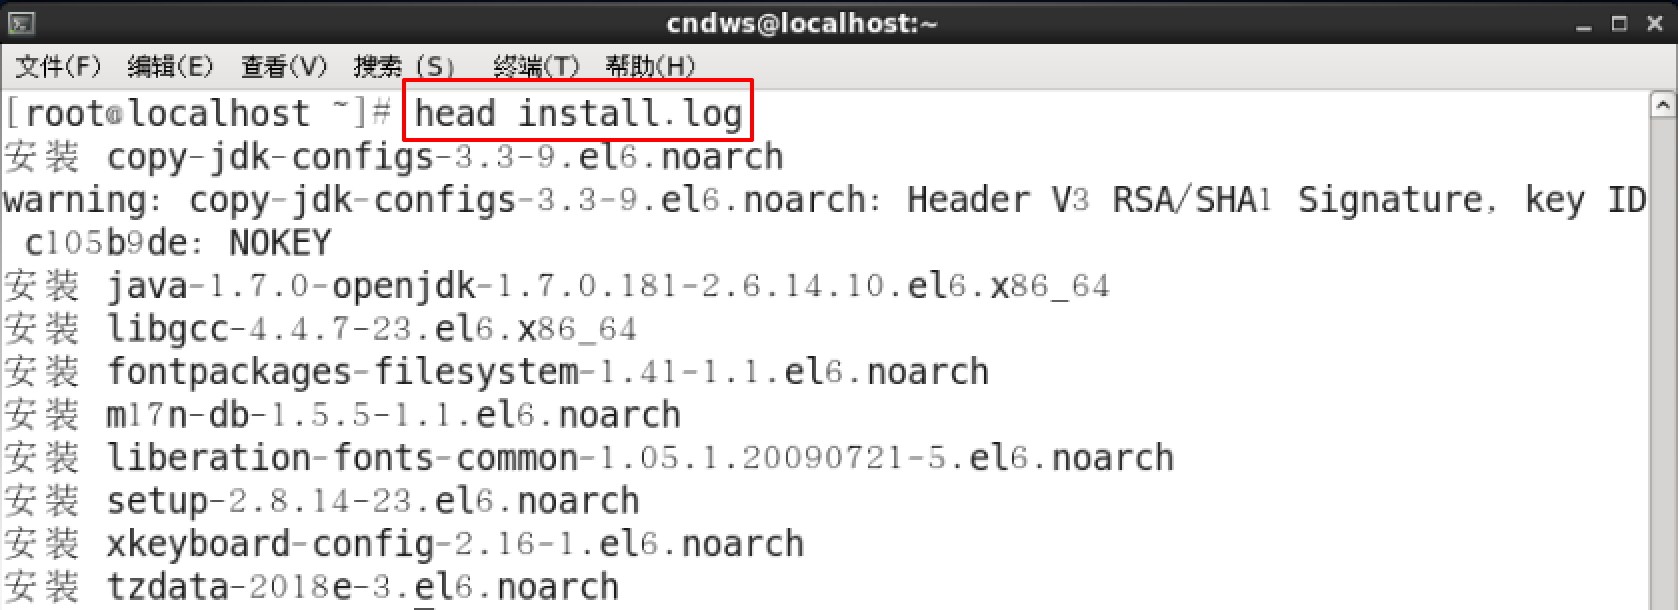 cndws@localhost:~
文件(F) 编辑(E) 查看(V) 搜索 (S) 终端(T) 帮助(H)
[root@localhost ~]# head install.log
安装 copy-jdk-configs-3.3-9.el6.noarch
warning: copy-jdk-configs-3.3-9.el6.noarch: Header V3 RSA/SHA1 Signature, key ID
 c105b9de: NOKEY
安装 java-1.7.0-openjdk-1.7.0.181-2.6.14.10.el6.x86_64
安装 libgcc-4.4.7-23.el6.x86_64
安装 fontpackages-filesystem-1.41-1.1.el6.noarch
安装 m17n-db-1.5.5-1.1.el6.noarch
安装 liberation-fonts-common-1.05.1.20090721-5.el6.noarch
安装 setup-2.8.14-23.el6.noarch
安装 xkeyboard-config-2.16-1.el6.noarch
安装 tzdata-2018e-3.el6.noarch